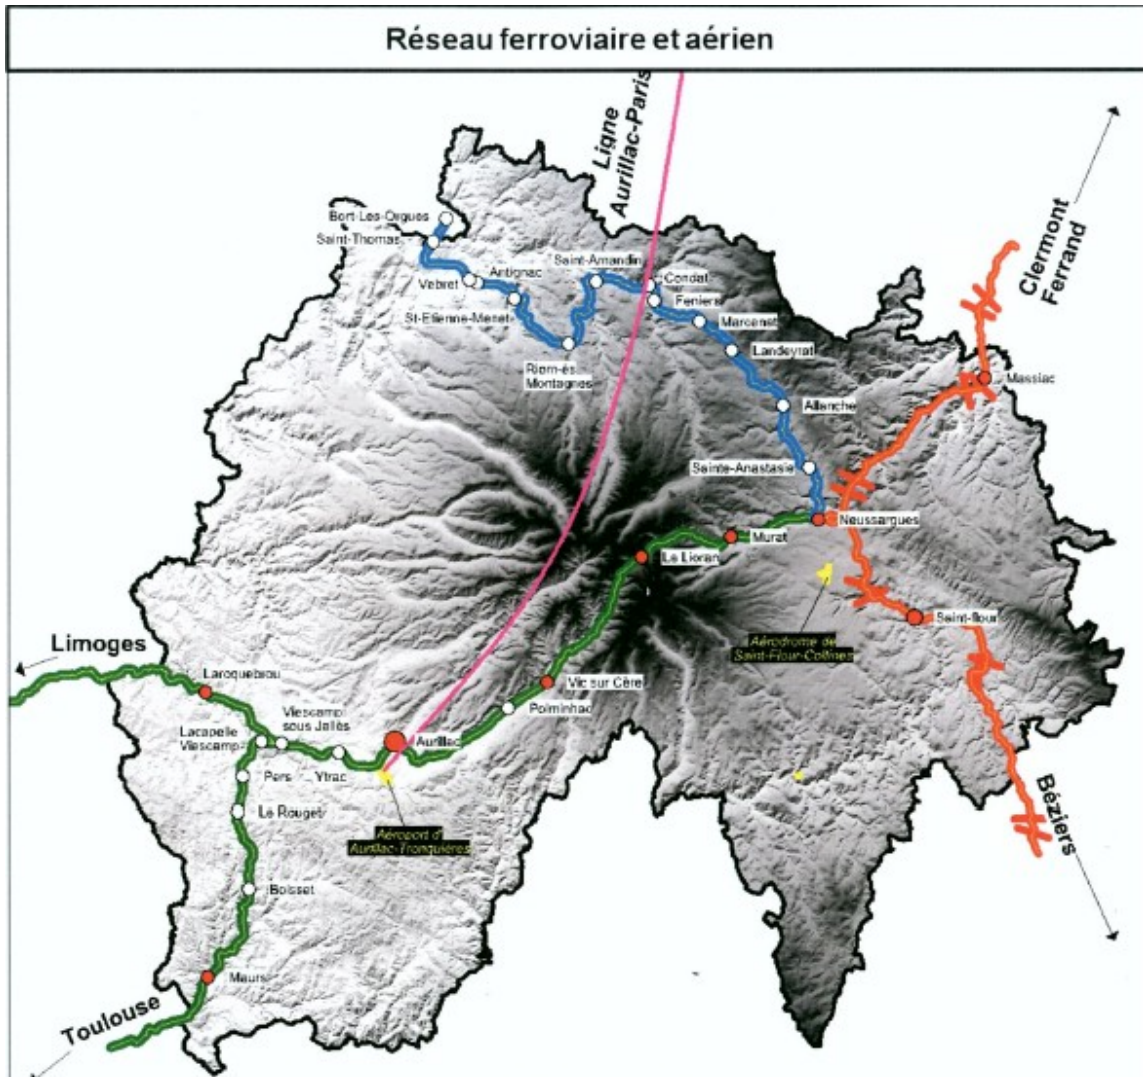 Réseau ferroviaire et aérien
Ligne
Aurillac-Paris
Clermont
Ferrand
Bort-Les-Orgues
Saint-Thomas
Saint-Amandin
Antignac
Condat
Vebret
Feniers
St-Etienne-Menet
Marcenat
Landeyrat
Riom-és
Montagnes
Massiac
Allanche
Sainte-Anastasie
Neussargues
Murat
Le Lioran
Saint-flour
Aérodrome de
Saint-Flour-Coltines
Limoges
Laroquebrou
Vic sur Cère
Polminhac
Viescamp
sous Jallès
Lacapelle
Viescamp
Aurillac
Pers
Ytrac
Le Rouget
Aéroport d'
Aurillac-Tronquières
Béziers
Boisset
Maurs
Toulouse